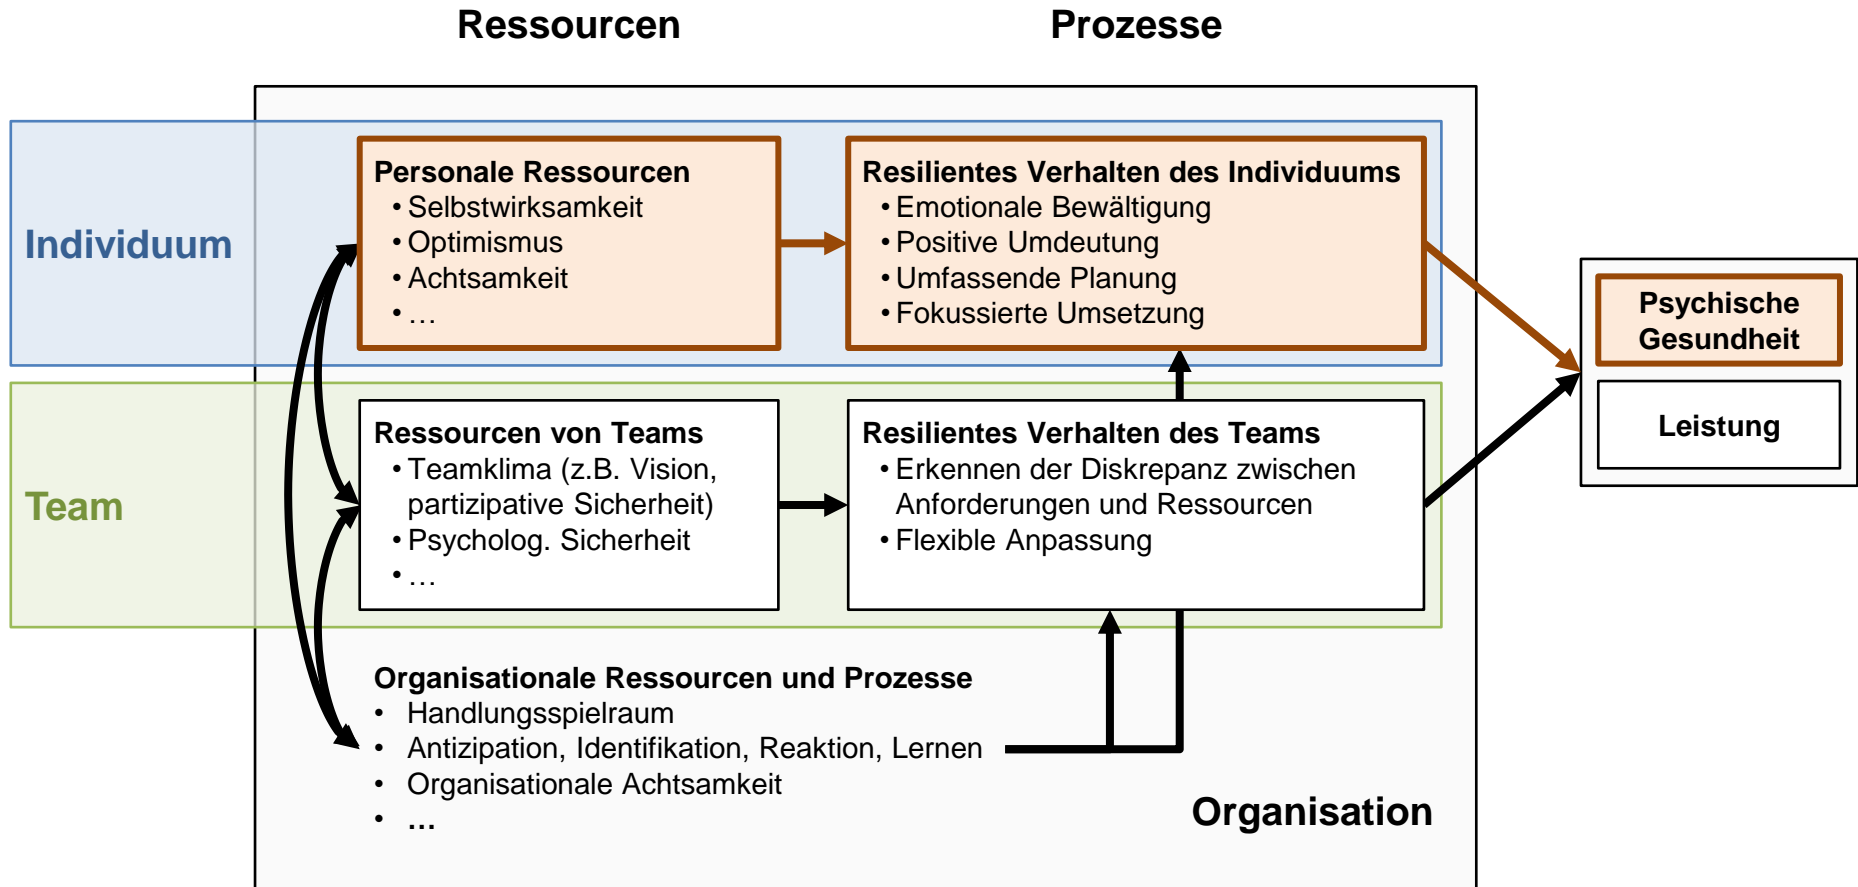 Ressourcen
Prozesse
Individuum
Personale Ressourcen
• Selbstwirksamkeit
• Optimismus
• Achtsamkeit
• …
Resilientes Verhalten des Individuums
• Emotionale Bewältigung
• Positive Umdeutung
• Umfassende Planung
• Fokussierte Umsetzung
Psychische
Gesundheit
Leistung
Team
Ressourcen von Teams
• Teamklima (z.B. Vision,
partizipative Sicherheit)
• Psycholog. Sicherheit
• …
Resilientes Verhalten des Teams
• Erkennen der Diskrepanz zwischen
Anforderungen und Ressourcen
• Flexible Anpassung
Organisationale Ressourcen und Prozesse
• Handlungsspielraum
• Antizipation, Identifikation, Reaktion, Lernen
• Organisationale Achtsamkeit
• …
Organisation